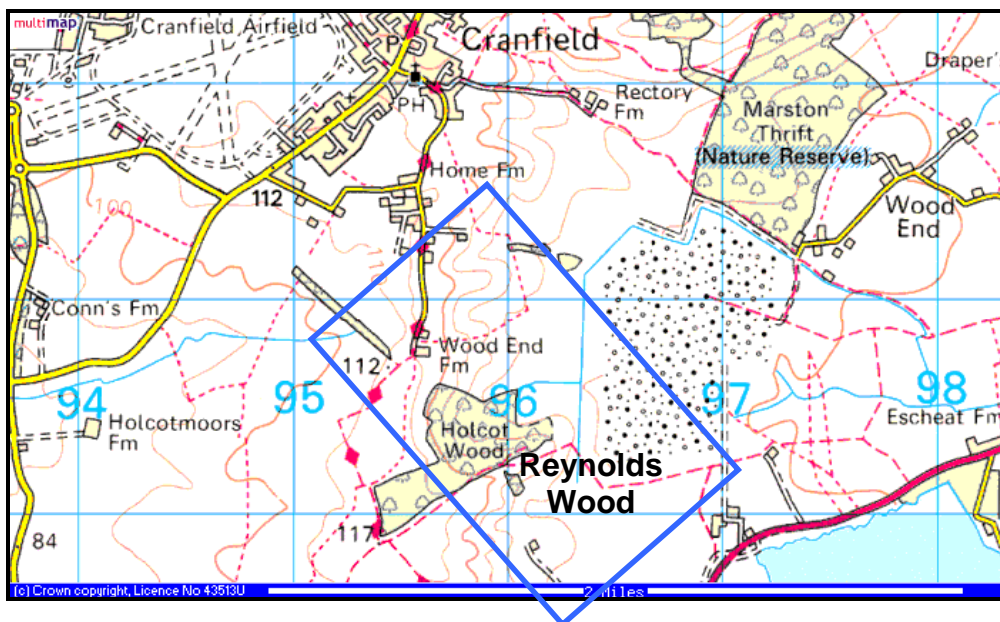 multimap
Cranfield Airfield
P
Cranfield
Draper's
PH
Rectory
Fm
Marston
Thrift
(Nature Reserve)
Home Fm
112
100
Wood
End
Conn's Fm
Wood End
Fm
112
94
95
96
97
98
Holcotmoors
Fm
Holcot
Wood
Escheat Fm
Reynolds
Wood
117
84
(c) Crown copyright, Licence No 43513U
2 Miles